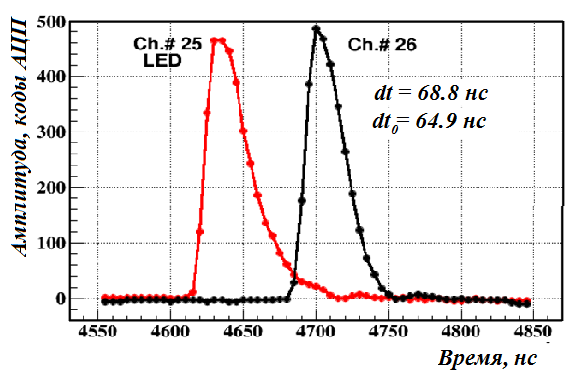 Амплитуда, коды АЦП
500
400
300
200
100
0
Ch.# 25
LED
Ch.# 26
dt = 68.8 нс
dt0= 64.9 нс
4550 4600 4650 4700 4750 4800 4850
Время, нс